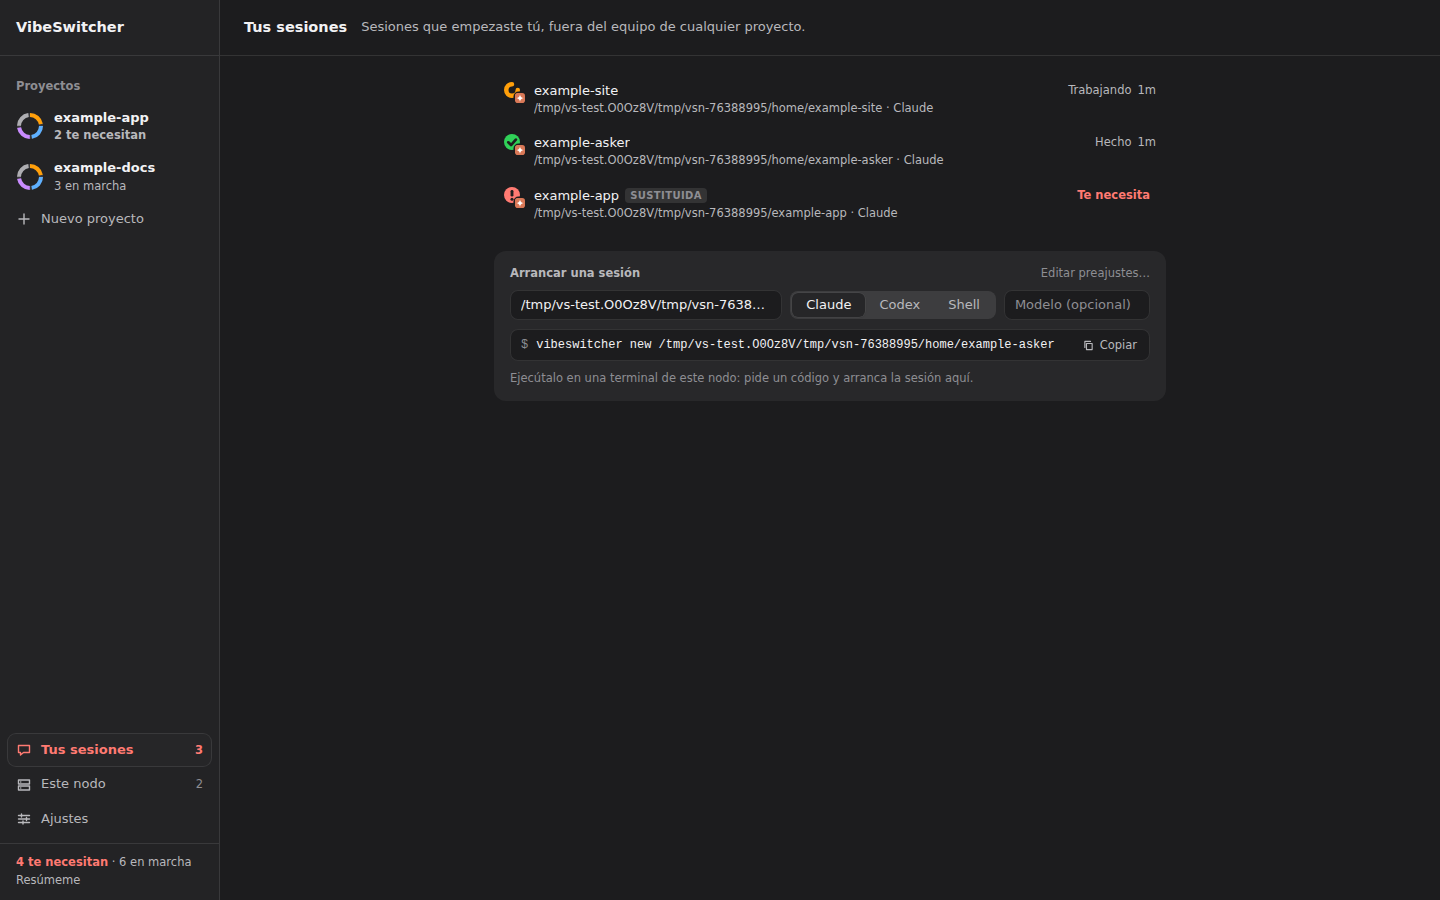 VibeSwitcher
Tus sesiones Sesiones que empezaste tú, fuera del equipo de cualquier proyecto.
Proyectos
example-app
2 te necesitan
example-docs
3 en marcha
Nuevo proyecto
example-site Trabajando 1m
/tmp/vs-test.O0Oz8V/tmp/vsn-76388995/home/example-site · Claude
example-asker Hecho 1m
/tmp/vs-test.O0Oz8V/tmp/vsn-76388995/home/example-asker · Claude
example-app SUSTITUIDA Te necesita
/tmp/vs-test.O0Oz8V/tmp/vsn-76388995/example-app · Claude
Arrancar una sesión Editar preajustes…
/tmp/vs-test.O0Oz8V/tmp/vsn-7638… Claude Codex Shell Modelo (opcional)
$ vibeswitcher new /tmp/vs-test.O0Oz8V/tmp/vsn-76388995/home/example-asker Copiar
Ejecútalo en una terminal de este nodo: pide un código y arranca la sesión aquí.
Tus sesiones 3
Este nodo 2
Ajustes
4 te necesitan · 6 en marcha
Resúmeme